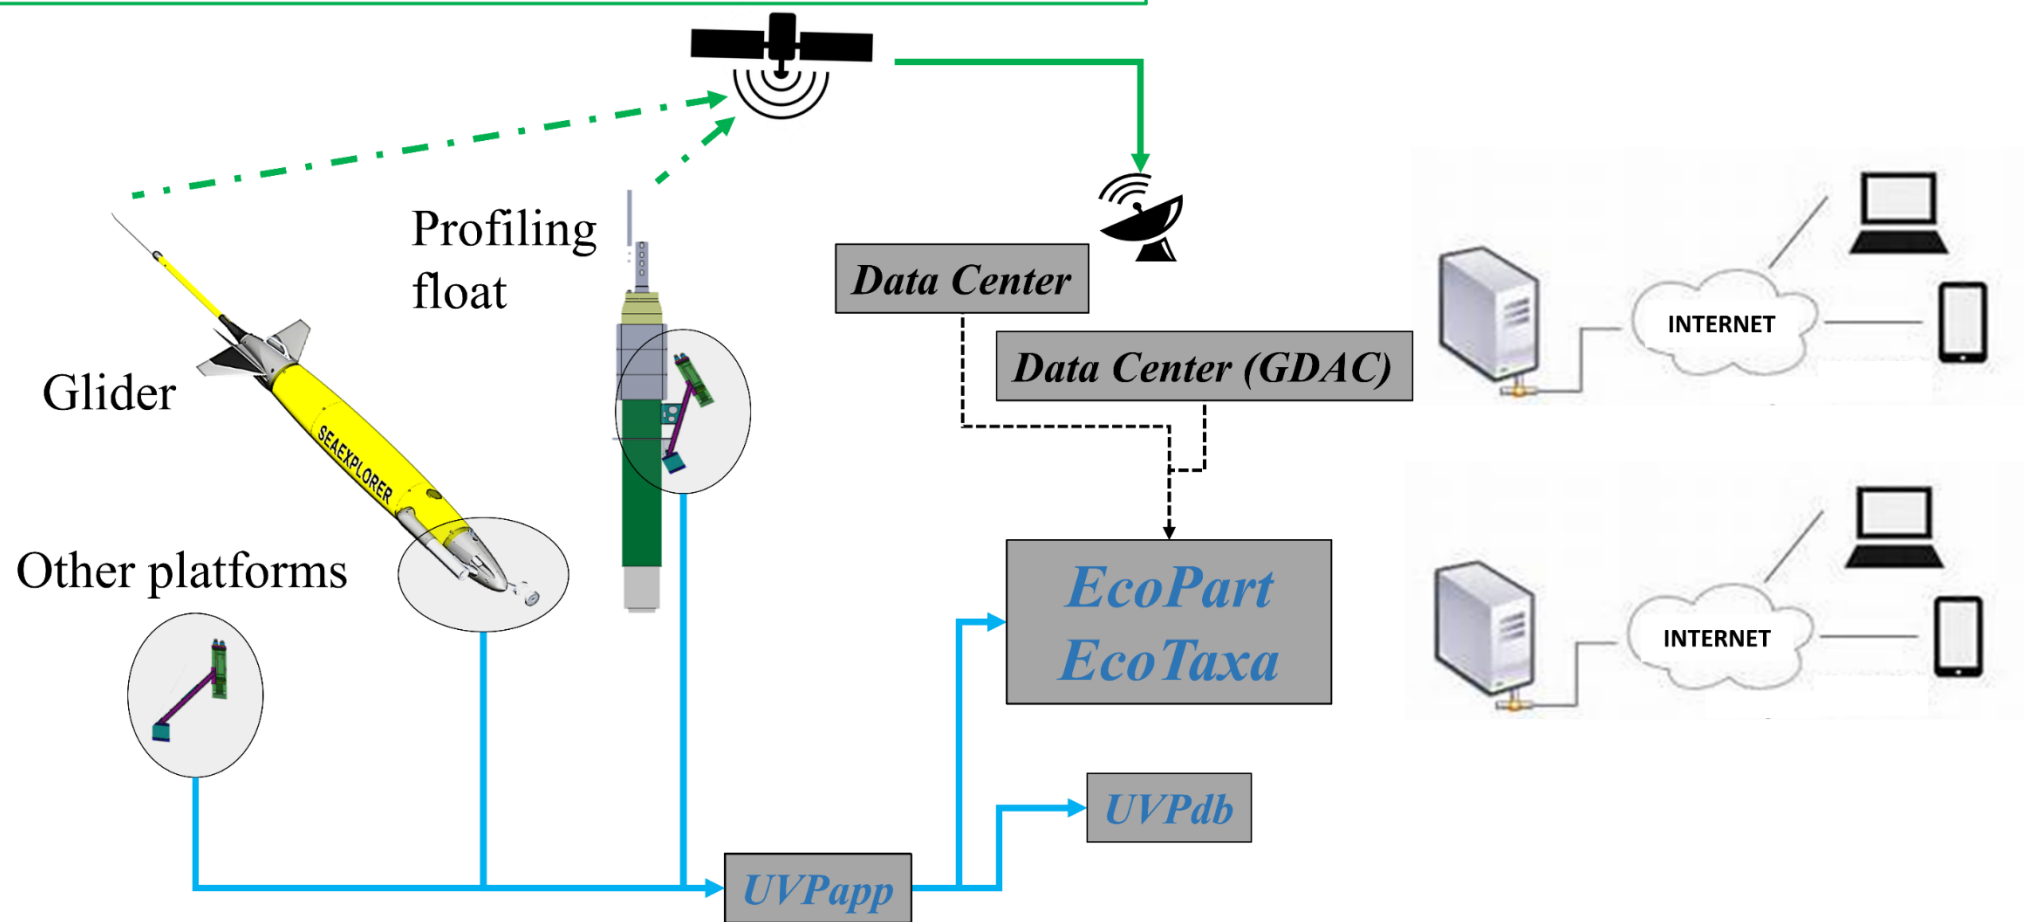 Profiling
float
Glider
SEAEXPLORER
Other platforms
Data Center
Data Center (GDAC)
INTERNET
EcoPart
EcoTaxa
INTERNET
UVPdb
UVPapp